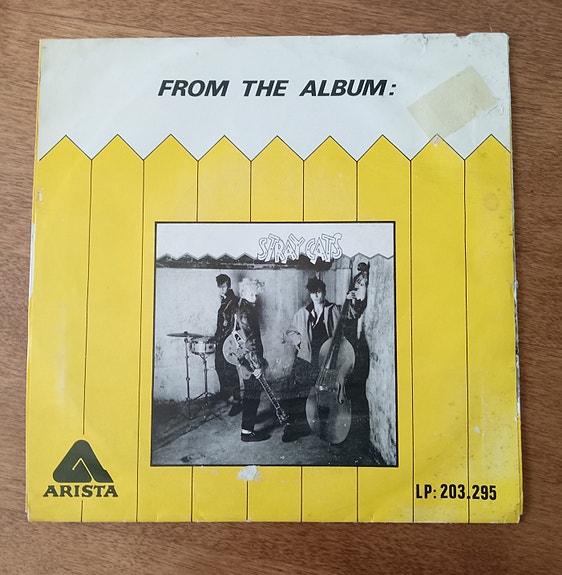 FROM THE ALBUM:
STRAY CATS
ARISTA
LP: 203.295